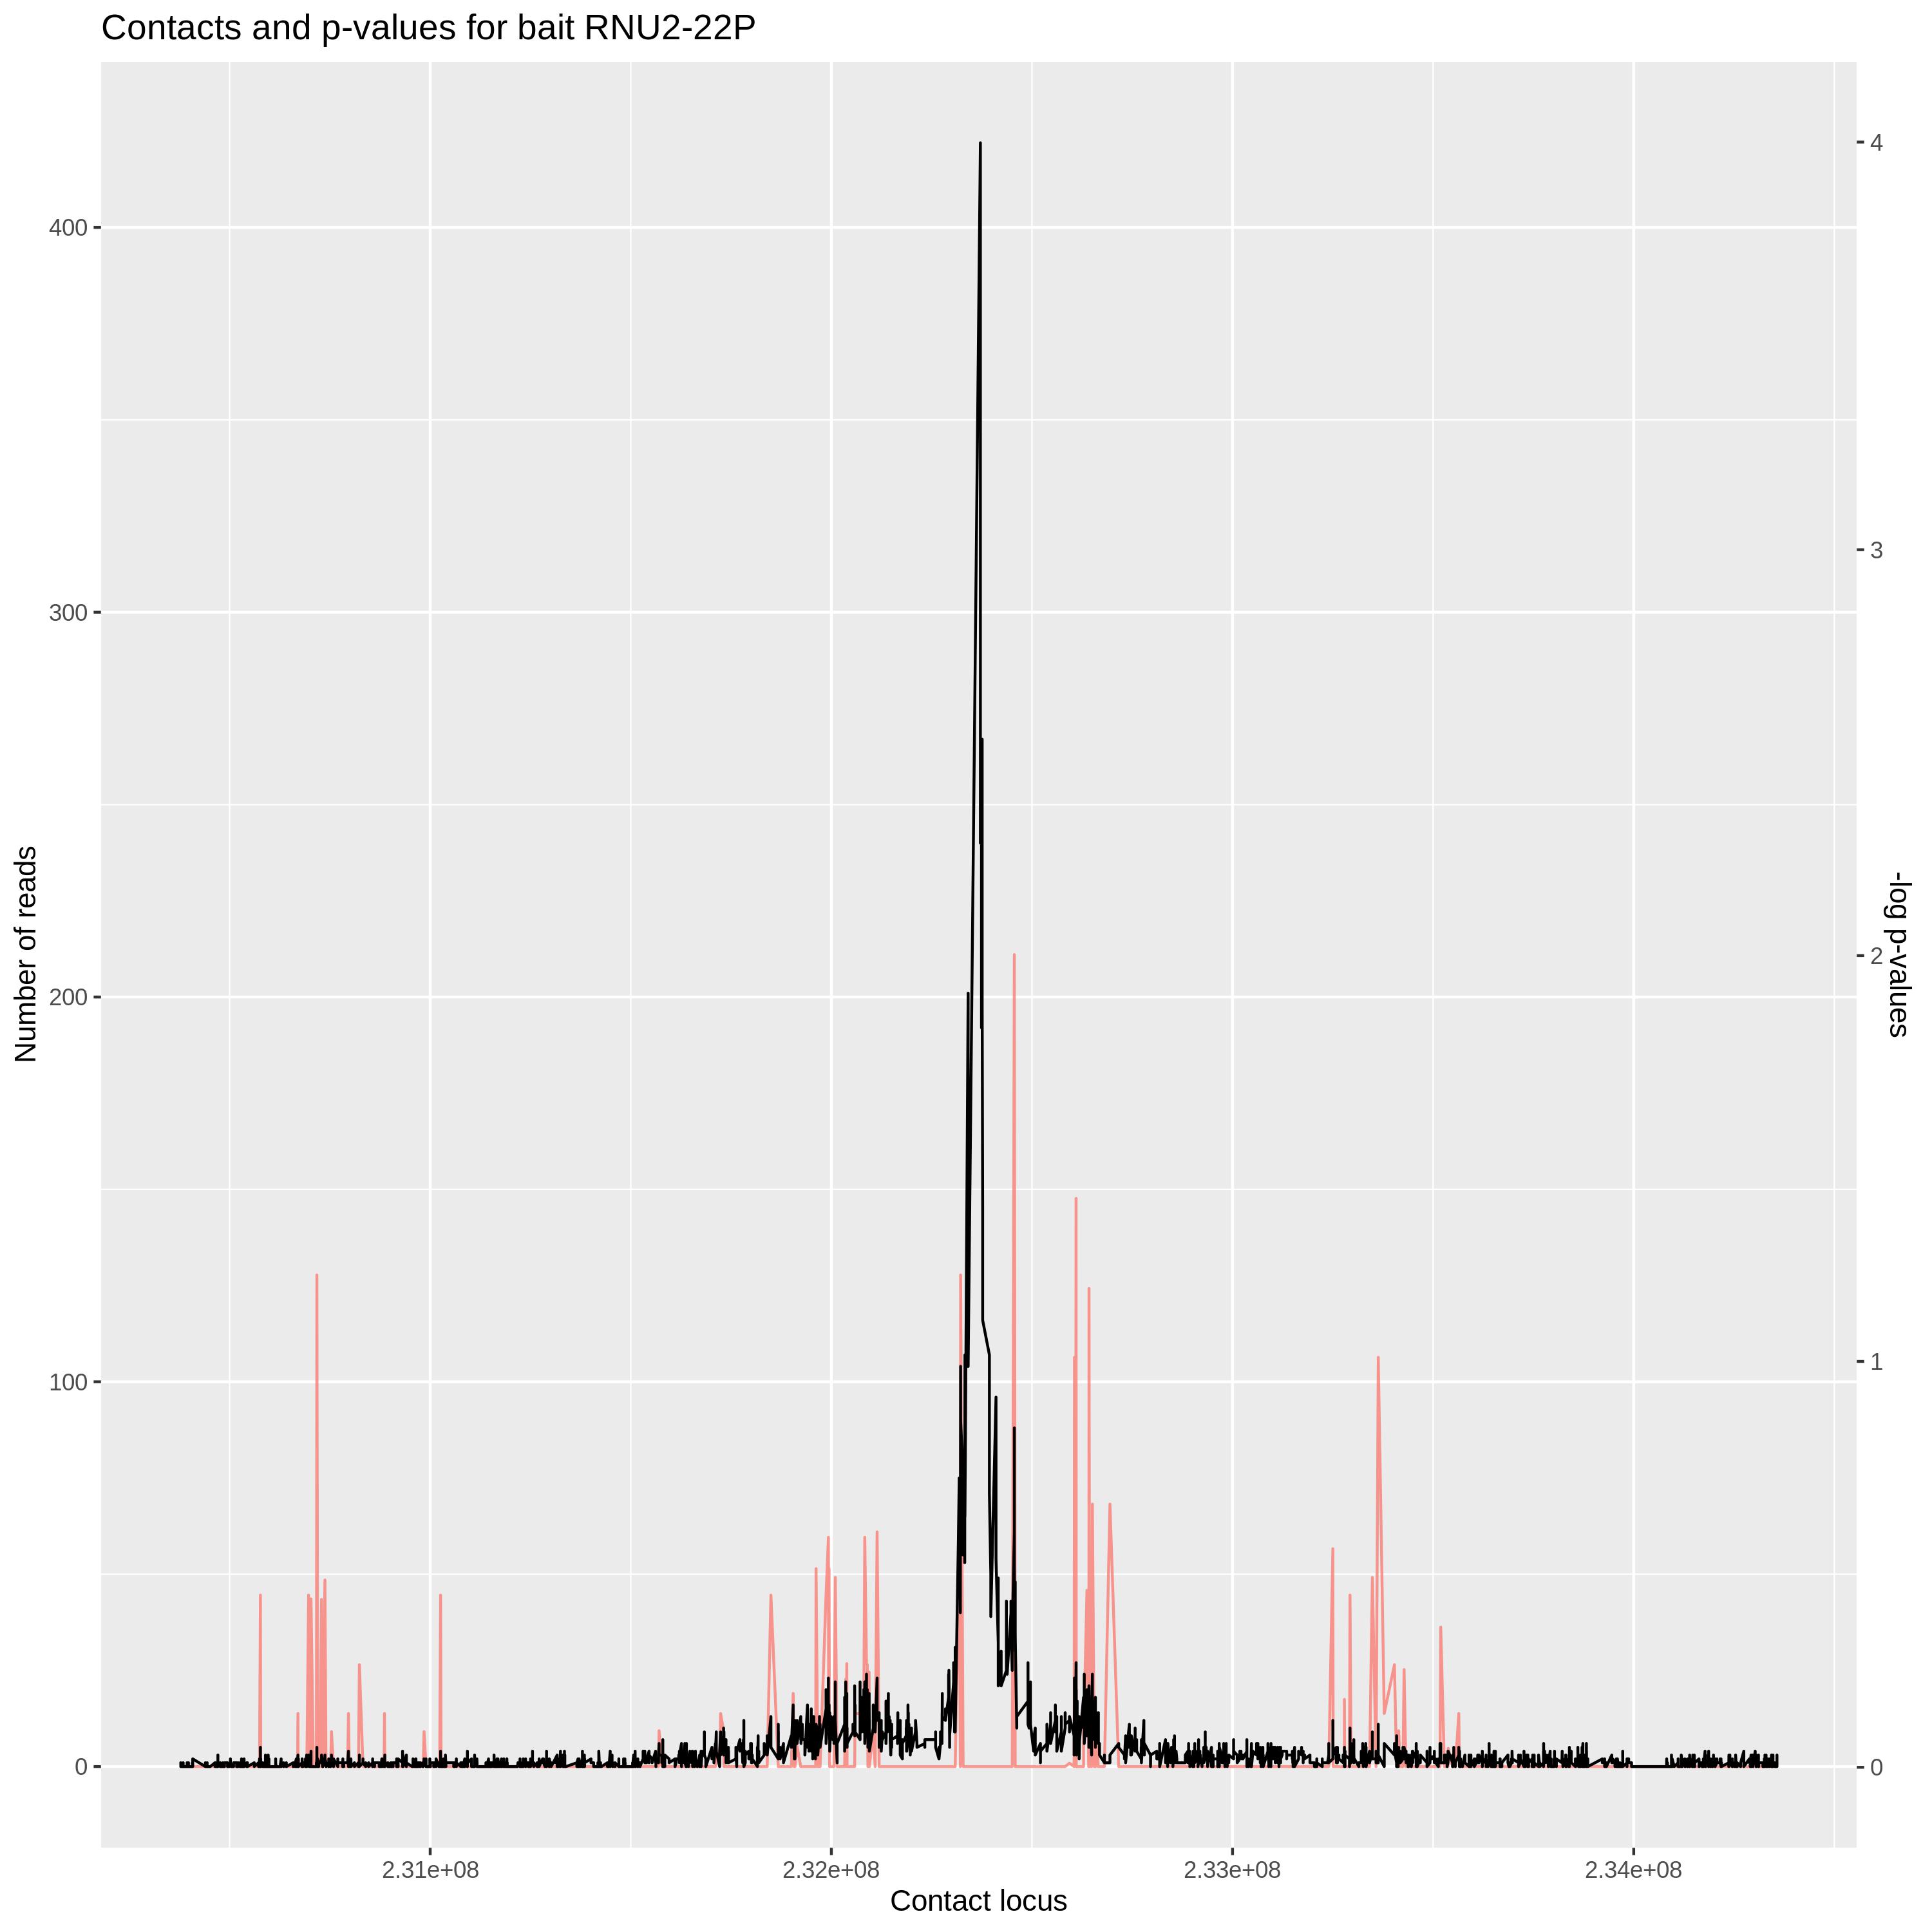 Contacts and p-values for bait RNU2-22P
Number of reads
400
300
200
100
0
4
3
2
1
0
-log p-values
2.31e+08
2.32e+08
2.33e+08
2.34e+08
Contact locus